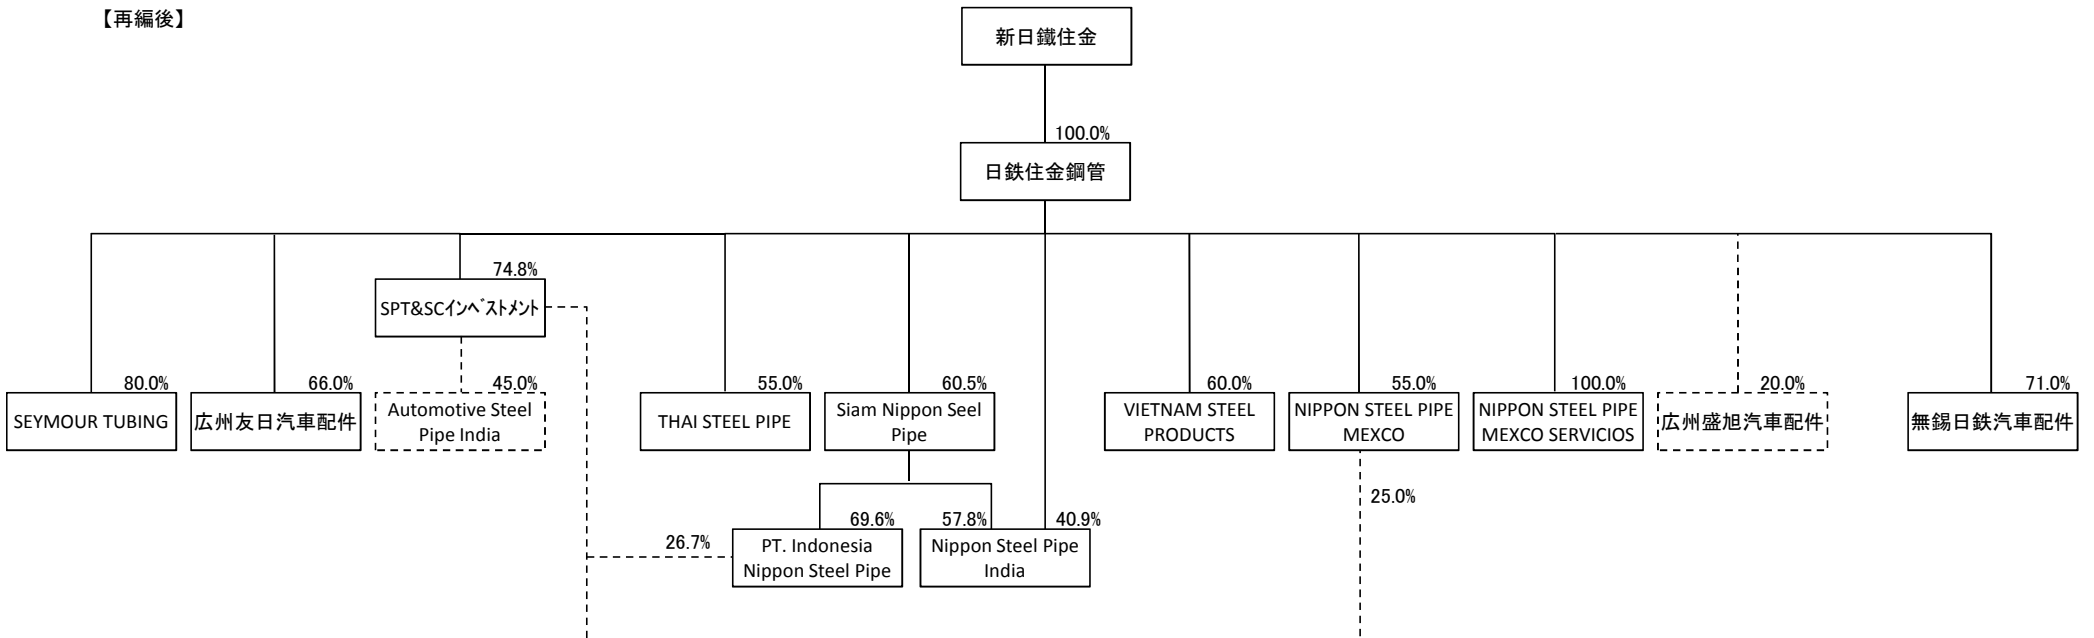 【再編後】
新日鐵住金
100.0%
日鉄住金鋼管
74.8%
SPT&SCインベストメント
80.0%
SEYMOUR TUBING
66.0%
広州友日汽車配件
45.0%
Automotive Steel
Pipe India
55.0%
THAI STEEL PIPE
60.5%
Siam Nippon Seel
Pipe
60.0%
VIETNAM STEEL
PRODUCTS
55.0%
NIPPON STEEL PIPE
MEXCO
100.0%
NIPPON STEEL PIPE
MEXCO SERVICIOS
20.0%
広州盛旭汽車配件
71.0%
無錫日鉄汽車配件
25.0%
26.7%
69.6%
PT. Indonesia
Nippon Steel Pipe
57.8%
40.9%
Nippon Steel Pipe
India